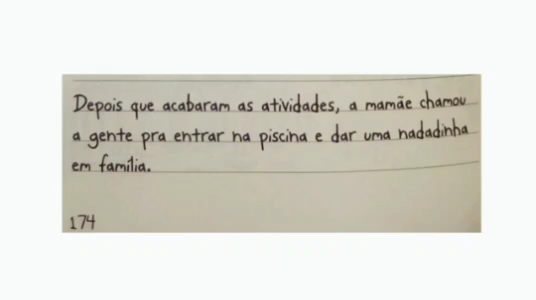 Depois que acabaram as atividades, a mamãe chamou
a gente pra entrar na piscina e dar uma nadadinha
em família.
174